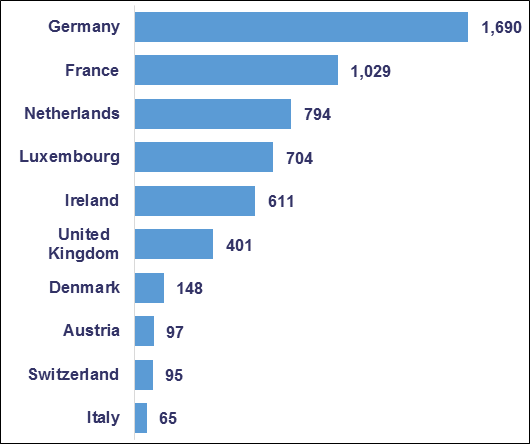 Germany 1,690
France 1,029
Netherlands 794
Luxembourg 704
Ireland 611
United
Kingdom 401
Denmark 148
Austria 97
Switzerland 95
Italy 65